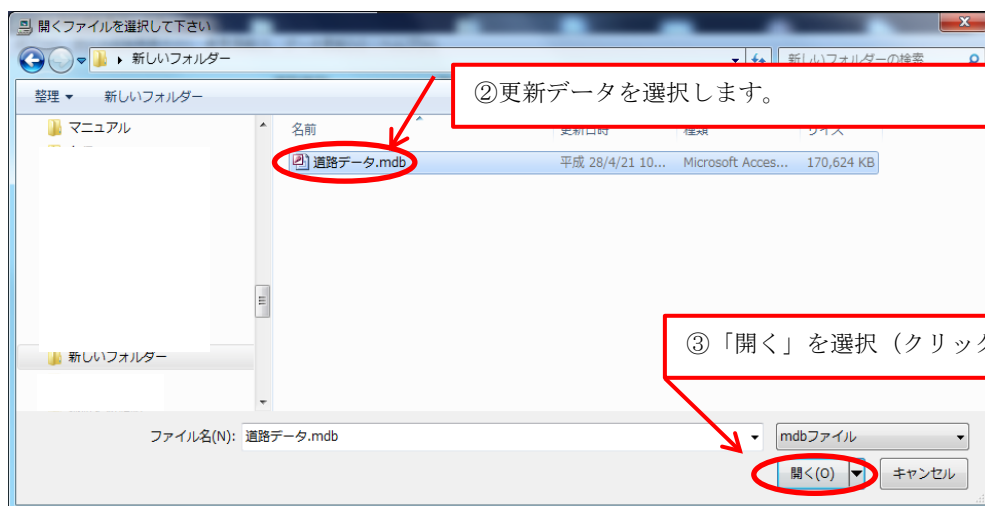 開くファイルを選択して下さい
新しいフォルダー
新しいフォルダーの検索
②更新データを選択します。
整理 新しいフォルダー
マニュアル
名前 更新日時 種類 サイズ
道路データ.mdb 平成 28/4/21 10... Microsoft Acces... 170,624 KB
③「開く」を選択（クリック
新しいフォルダー
ファイル名(N): 道路データ.mdb mdbファイル
開く(O) キャンセル